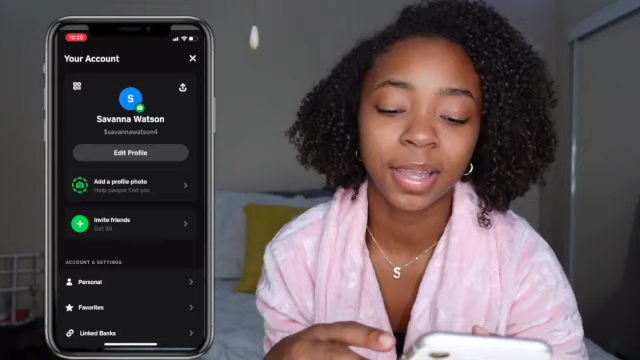 12:20
Your Account
S
Savanna Watson
$savannawatson4
Edit Profile
Add a profile photo
Help people find you
Invite friends
Get $5
ACCOUNT & SETTINGS
Personal
Favorites
Linked Banks
S